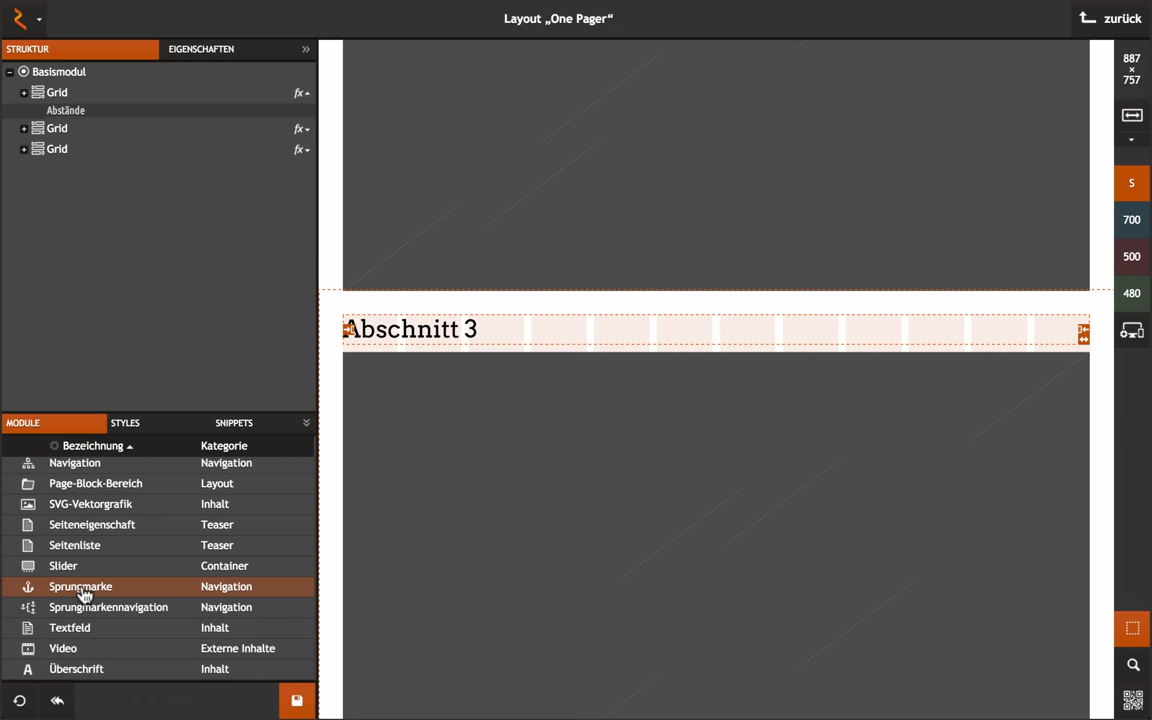 Layout „One Pager“
zurück
STRUKTUR
EIGENSCHAFTEN
Basismodul
Grid
fx
Abstände
Grid
fx
Grid
fx
887
×
757
S
700
500
480
Abschnitt 3
MODULE
STYLES
SNIPPETS
Bezeichnung
Kategorie
Navigation
Navigation
Page-Block-Bereich
Layout
SVG-Vektorgrafik
Inhalt
Seiteneigenschaft
Teaser
Seitenliste
Teaser
Slider
Container
Sprungmarke
Navigation
Sprungmarkennavigation
Navigation
Textfeld
Inhalt
Video
Externe Inhalte
Überschrift
Inhalt